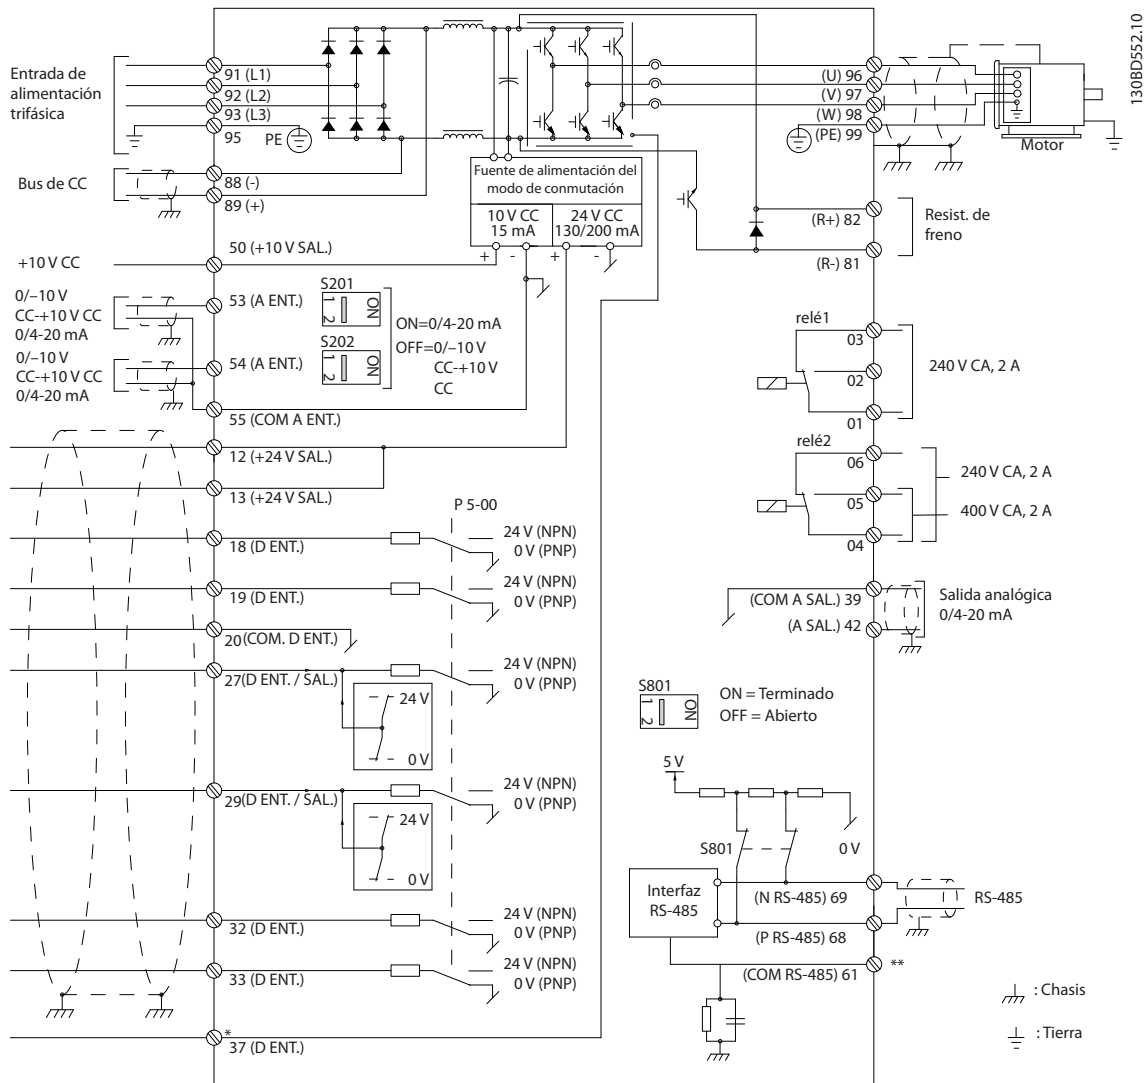 130BD552.10
Entrada de
alimentación
trifásica
91 (L1)
92 (L2)
93 (L3)
95
PE
Bus de CC
88 (-)
89 (+)
50 (+10 V SAL.)
+10 V CC
0/–10 V
CC-+10 V CC
0/4-20 mA
0/–10 V
CC-+10 V CC
0/4-20 mA
53 (A ENT.)
54 (A ENT.)
55 (COM A ENT.)
12 (+24 V SAL.)
13 (+24 V SAL.)
18 (D ENT.)
19 (D ENT.)
20(COM. D ENT.)
27(D ENT. / SAL.)
24 V
0 V
29(D ENT. / SAL.)
24 V
0 V
32 (D ENT.)
33 (D ENT.)
*
37 (D ENT.)
Fuente de alimentación del
modo de conmutación
10 V CC
15 mA
24 V CC
130/200 mA
+ - + -
S201
1 2
ON
S202
1 2
ON
ON=0/4-20 mA
OFF=0/–10 V
CC-+10 V
CC
P 5-00
24 V (NPN)
0 V (PNP)
24 V (NPN)
0 V (PNP)
24 V (NPN)
0 V (PNP)
24 V (NPN)
0 V (PNP)
24 V (NPN)
0 V (PNP)
24 V (NPN)
0 V (PNP)
(U) 96
(V) 97
(W) 98
(PE) 99
Motor
(R+) 82
Resist. de
freno
(R-) 81
relé1
03
02
01
240 V CA, 2 A
relé2
06
05
04
240 V CA, 2 A
400 V CA, 2 A
(COM A SAL.) 39
(A SAL.) 42
Salida analógica
0/4-20 mA
S801
1 2
ON
ON = Terminado
OFF = Abierto
5 V
S801
0 V
Interfaz
RS-485
(N RS-485) 69
RS-485
(P RS-485) 68
(COM RS-485) 61
**
: Chasis
: Tierra